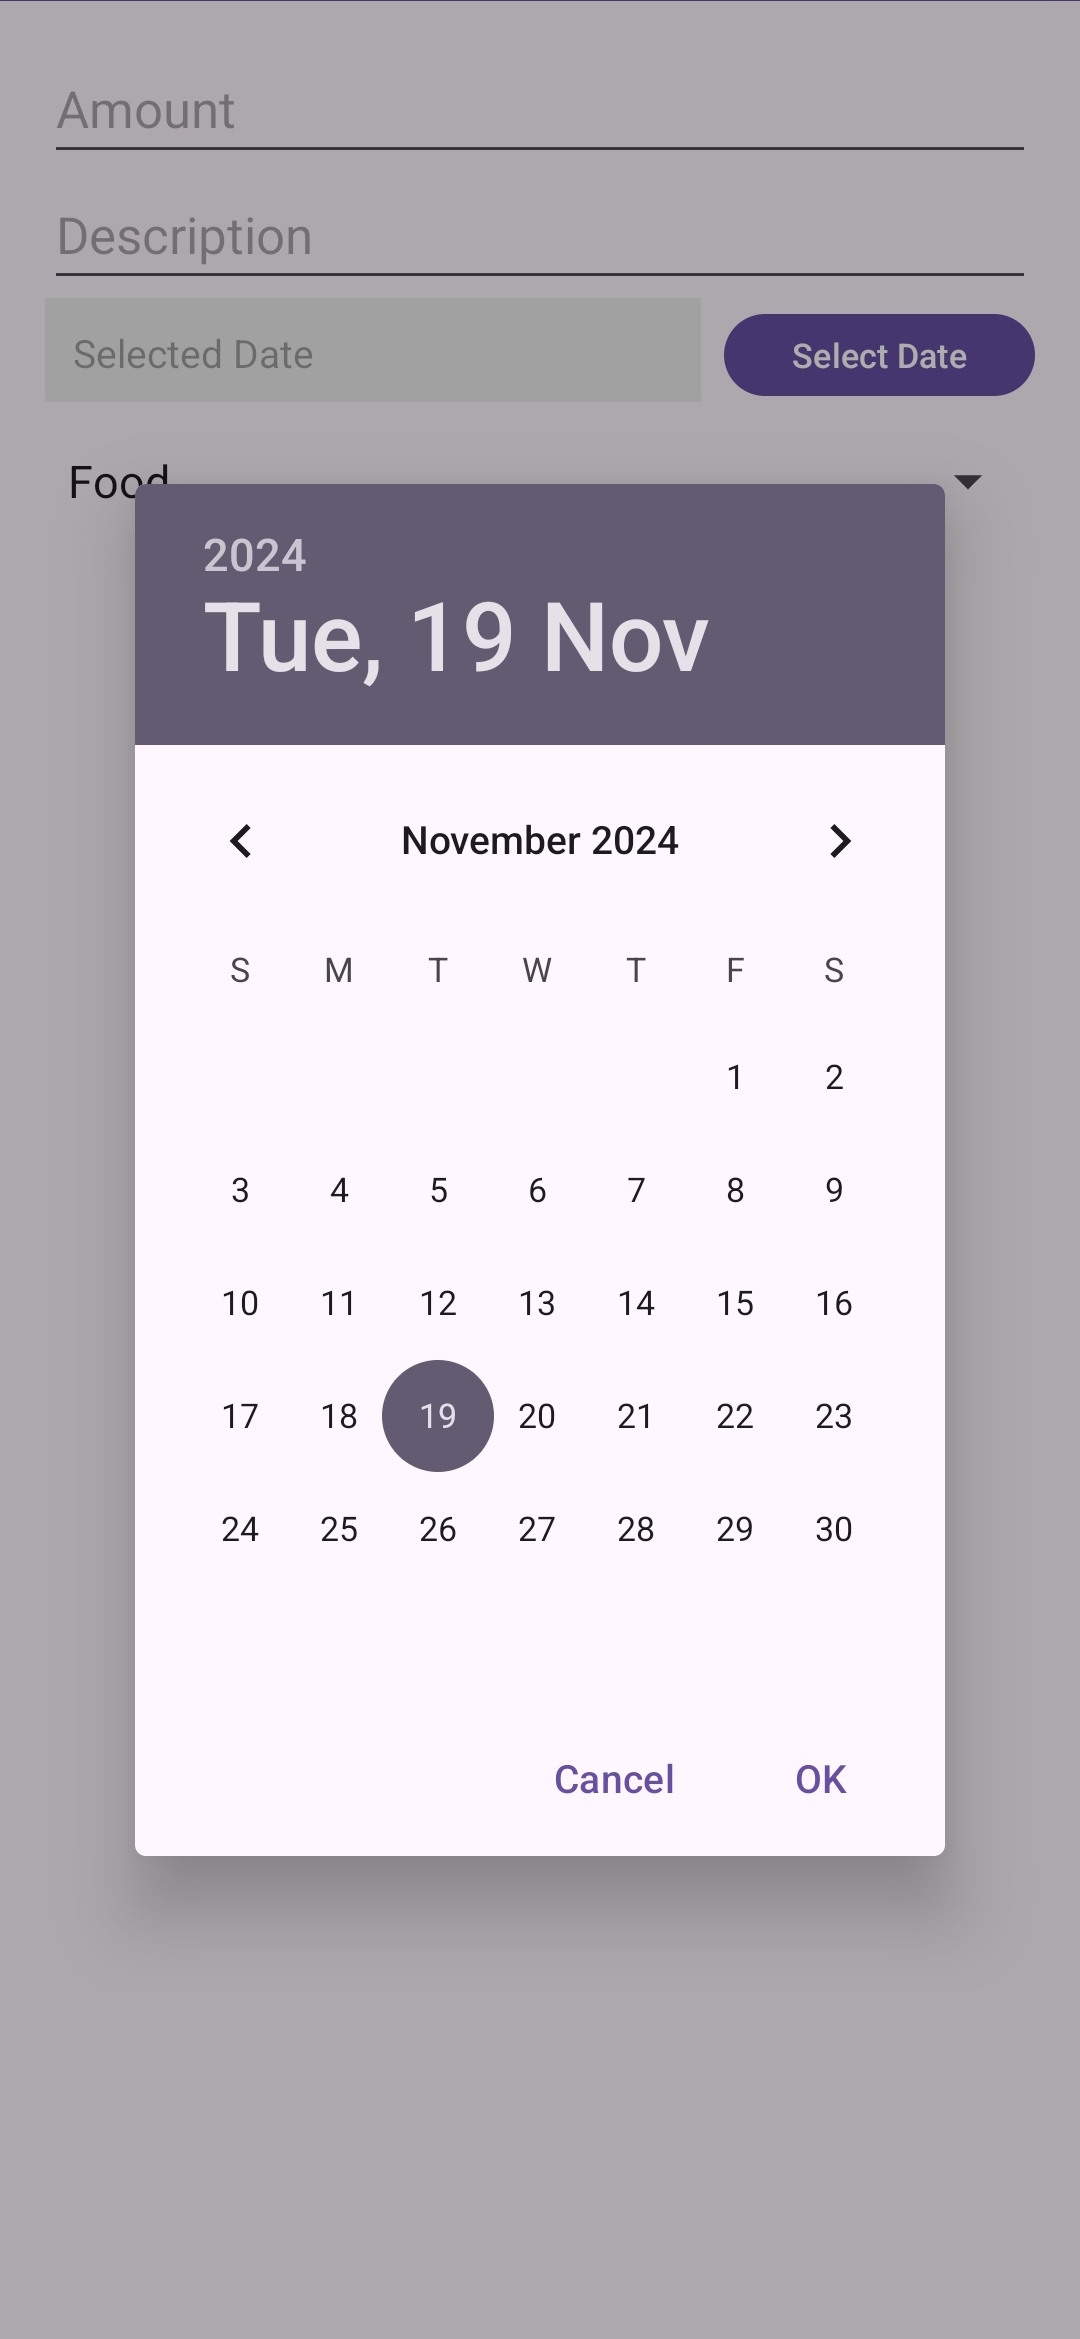 Amount
Description
Selected Date
Select Date
Food
2024
Tue, 19 Nov
November 2024
S M T W T F S
1 2
3 4 5 6 7 8 9
10 11 12 13 14 15 16
17 18 19 20 21 22 23
24 25 26 27 28 29 30
Cancel OK